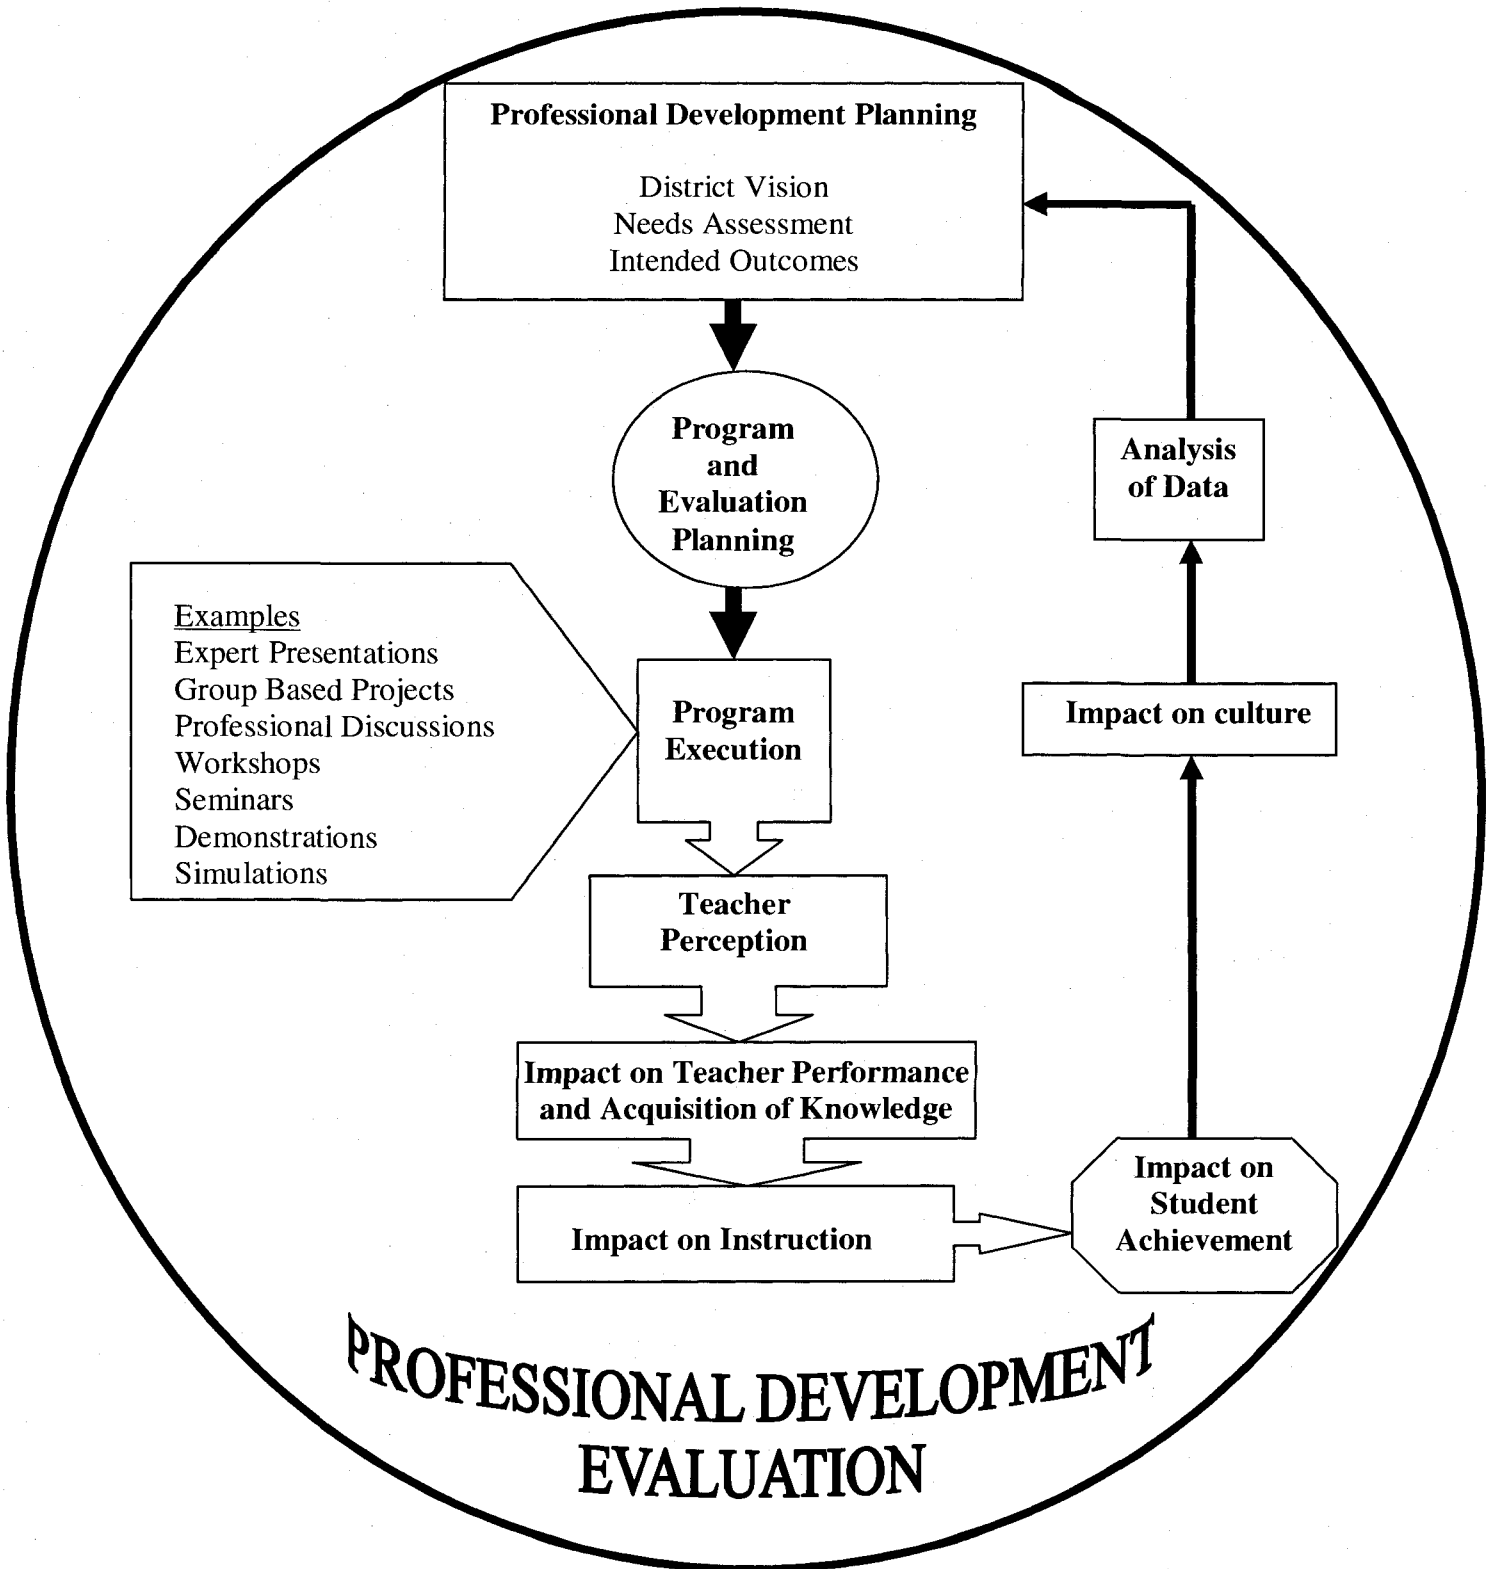 Professional Development Planning
District Vision
Needs Assessment
Intended Outcomes
Program
and
Evaluation
Planning
Examples
Expert Presentations
Group Based Projects
Professional Discussions
Workshops
Seminars
Demonstrations
Simulations
Program
Execution
Teacher
Perception
Impact on Teacher Performance
and Acquisition of Knowledge
Impact on Instruction
Impact on
Student
Achievement
Impact on culture
Analysis
of Data
PROFESSIONAL DEVELOPMENT
EVALUATION